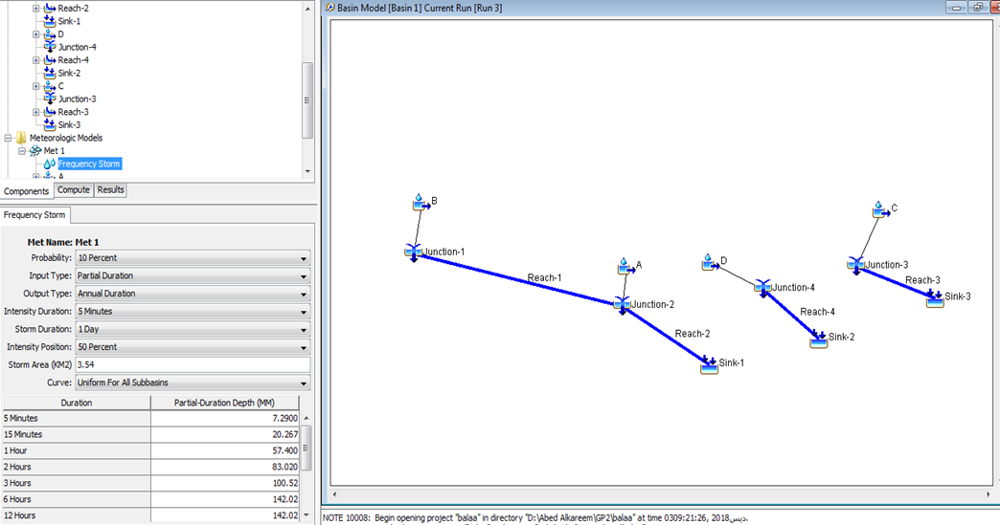 Reach-2
Sink-1
D
Junction-4
Reach-4
Sink-2
C
Junction-3
Reach-3
Sink-3
Meteorologic Models
Met 1
Frequency Storm
A
Components Compute Results
Frequency Storm
Met Name: Met 1
Probability: 10 Percent
Input Type: Partial Duration
Output Type: Annual Duration
Intensity Duration: 5 Minutes
Storm Duration: 1 Day
Intensity Position: 50 Percent
Storm Area (KM2) 3.54
Curve: Uniform For All Subbasins
Duration Partial-Duration Depth (MM)
5 Minutes 7.2900
15 Minutes 20.267
1 Hour 57.400
2 Hours 83.020
3 Hours 100.52
6 Hours 142.02
12 Hours 142.02
Basin Model [Basin 1] Current Run [Run 3]
B
C
Junction-1
A
D
Junction-3
Reach-1
Reach-3
Junction-4
Sink-3
Junction-2
Reach-4
Reach-2
Sink-2
Sink-1
NOTE 10008: Begin opening project "balaa" in directory "D:\Abed Alkareem\GP2\balaa" at time 0309:21:26, 2018ديس.